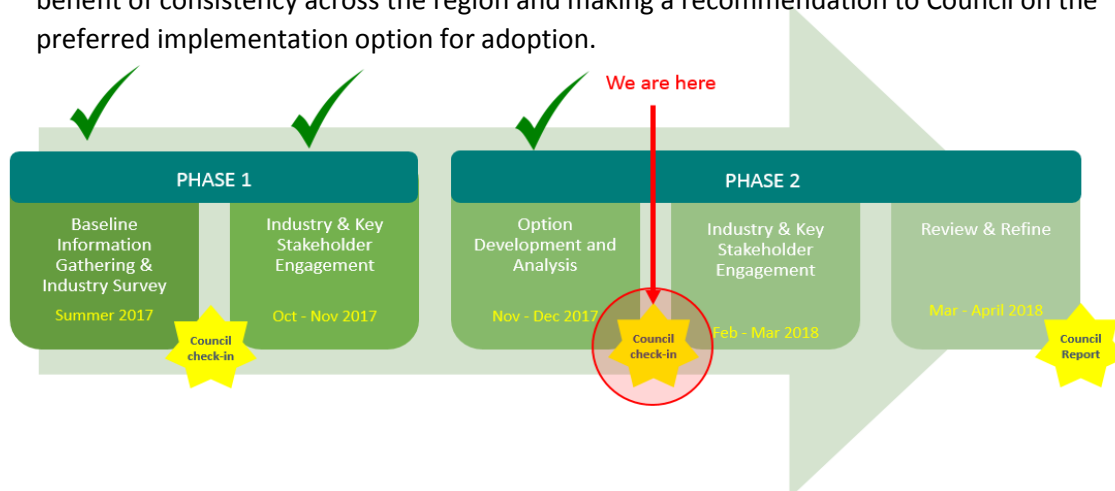 benefit of consistency across the region and making a recommendation to Council on the
preferred implementation option for adoption.
We are here
PHASE 1
Baseline
Information
Gathering &
Industry Survey
Summer 2017
Council
check-in
Industry & Key
Stakeholder
Engagement
Oct - Nov 2017
PHASE 2
Option
Development and
Analysis
Nov - Dec 2017
Council
check-in
Industry & Key
Stakeholder
Engagement
Feb - Mar 2018
Review & Refine
Mar - April 2018
Council
Report